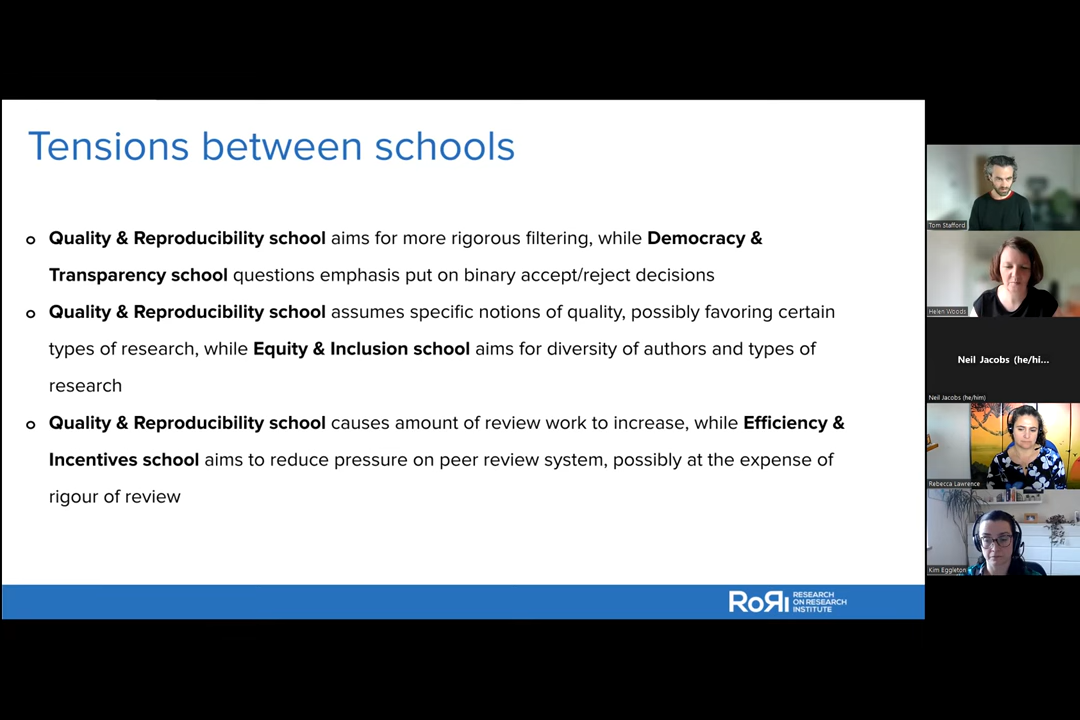 Tensions between schools
o Quality & Reproducibility school aims for more rigorous filtering, while Democracy &
Transparency school questions emphasis put on binary accept/reject decisions
o Quality & Reproducibility school assumes specific notions of quality, possibly favoring certain
types of research, while Equity & Inclusion school aims for diversity of authors and types of
research
o Quality & Reproducibility school causes amount of review work to increase, while Efficiency &
Incentives school aims to reduce pressure on peer review system, possibly at the expense of
rigour of review
RoRI RESEARCH
ON RESEARCH
INSTITUTE
Tom Stafford
Helen Woods
Neil Jacobs (he/hi...
Neil Jacobs (he/him)
Rebecca Lawrence
Kim Eggleton